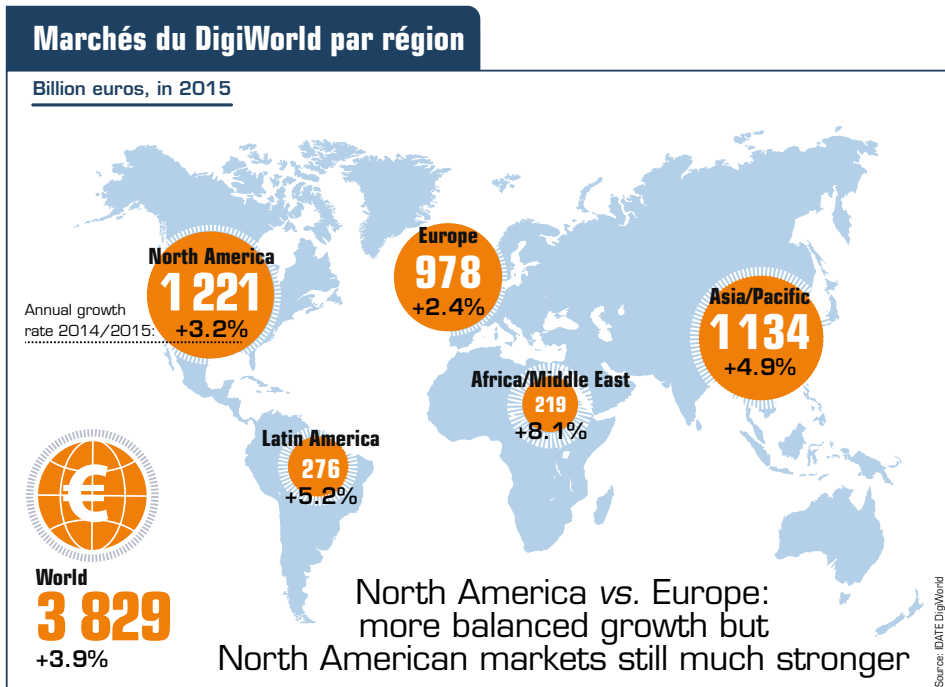 Marchés du DigiWorld par région
Billion euros, in 2015
North America
1 221
+3.2%
Annual growth
rate 2014/2015:
Europe
978
+2.4%
Asia/Pacific
1 134
+4.9%
Africa/Middle East
219
+8.1%
Latin America
276
+5.2%
€
World
3 829
+3.9%
North America vs. Europe:
more balanced growth but
North American markets still much stronger
Source: IDATE DigiWorld